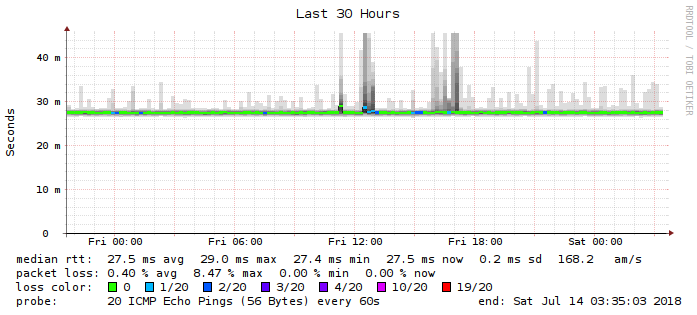 Last 30 Hours
RRDTOOL / TOBI OETIKER
Seconds
40 m
30 m
20 m
10 m
0
Fri 00:00 Fri 06:00 Fri 12:00 Fri 18:00 Sat 00:00
median rtt: 27.5 ms avg 29.0 ms max 27.4 ms min 27.5 ms now 0.2 ms sd 168.2 am/s
packet loss: 0.40 % avg 8.47 % max 0.00 % min 0.00 % now
loss color: 0 1/20 2/20 3/20 4/20 10/20 19/20
probe: 20 ICMP Echo Pings (56 Bytes) every 60s end: Sat Jul 14 03:35:03 2018